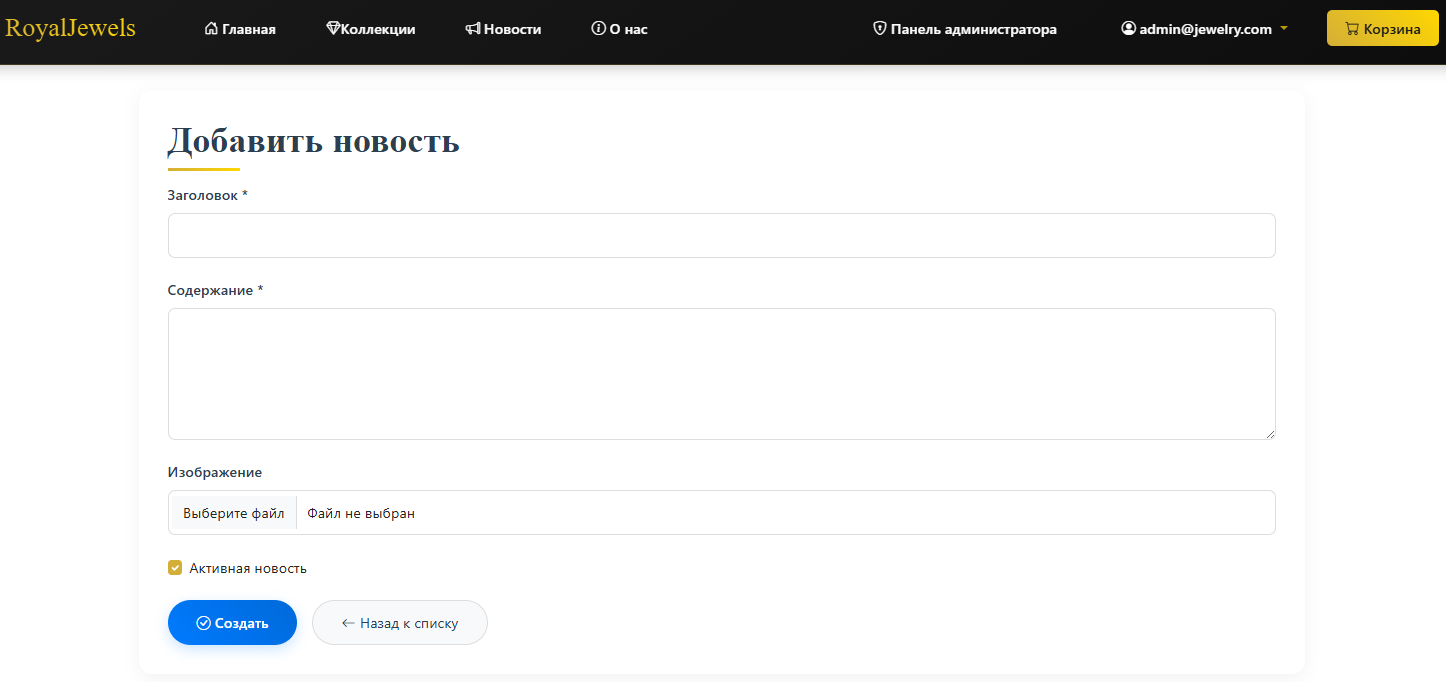 RoyalJewels Главная Коллекции Новости О нас Панель администратора admin@jewelry.com Корзина
Добавить новость
Заголовок *
Содержание *
Изображение
Выберите файл Файл не выбран
Активная новость
Создать ← Назад к списку